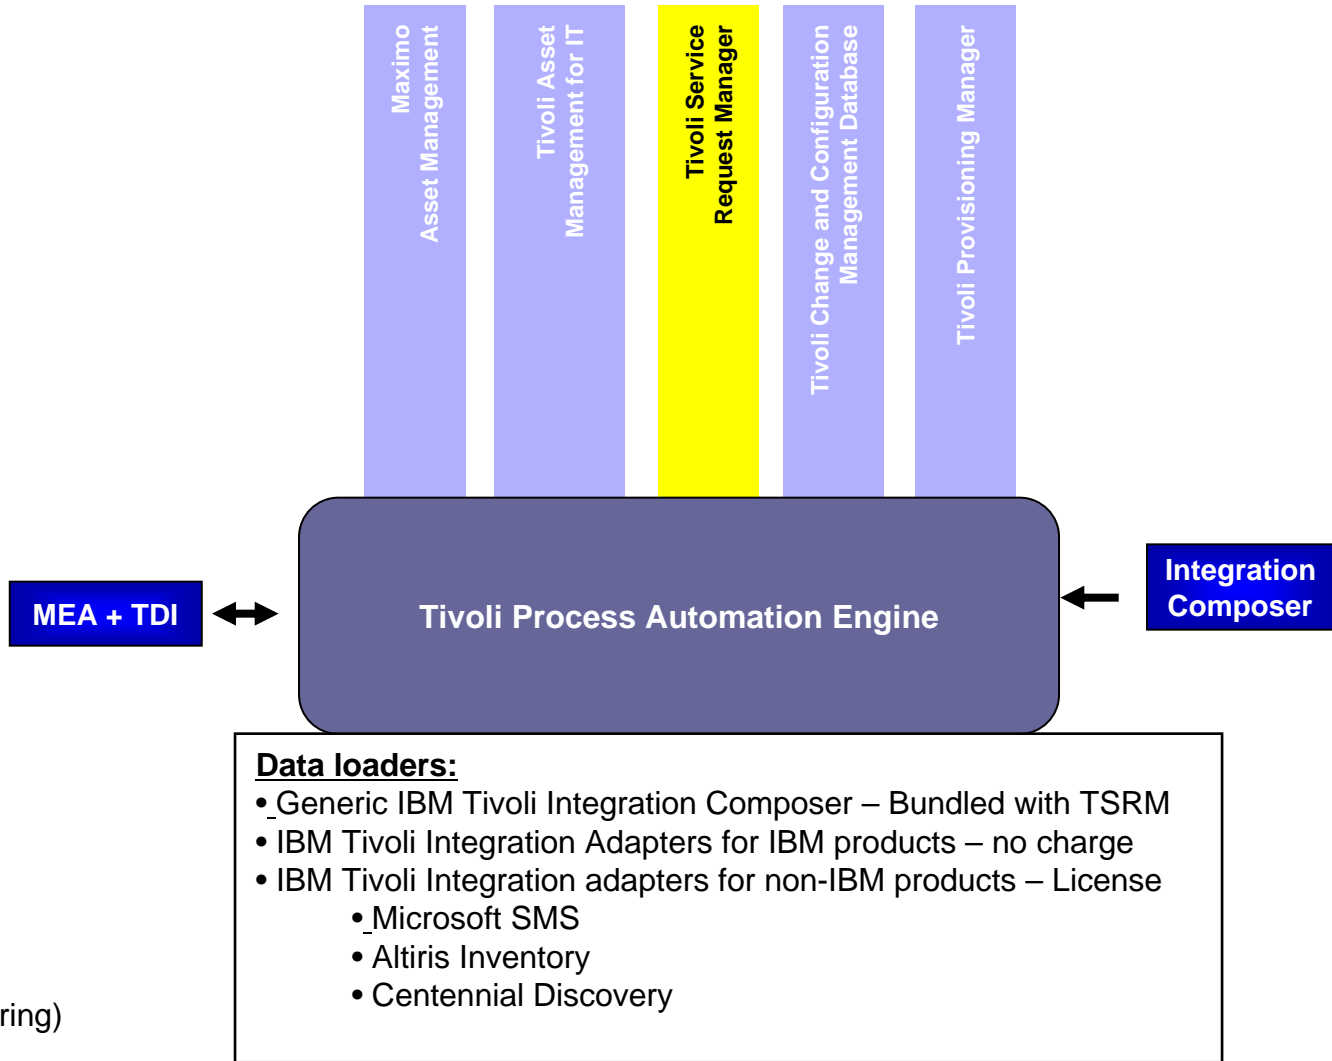 Maximo
Asset Management
Tivoli Asset
Management for IT
Tivoli Service
Request Manager
Tivoli Change and Configuration
Management Database
Tivoli Provisioning Manager
MEA + TDI
Tivoli Process Automation Engine
Integration
Composer
Data loaders:
• Generic IBM Tivoli Integration Composer – Bundled with TSRM
• IBM Tivoli Integration Adapters for IBM products – no charge
• IBM Tivoli Integration adapters for non-IBM products – License
• Microsoft SMS
• Altiris Inventory
• Centennial Discovery
ring)